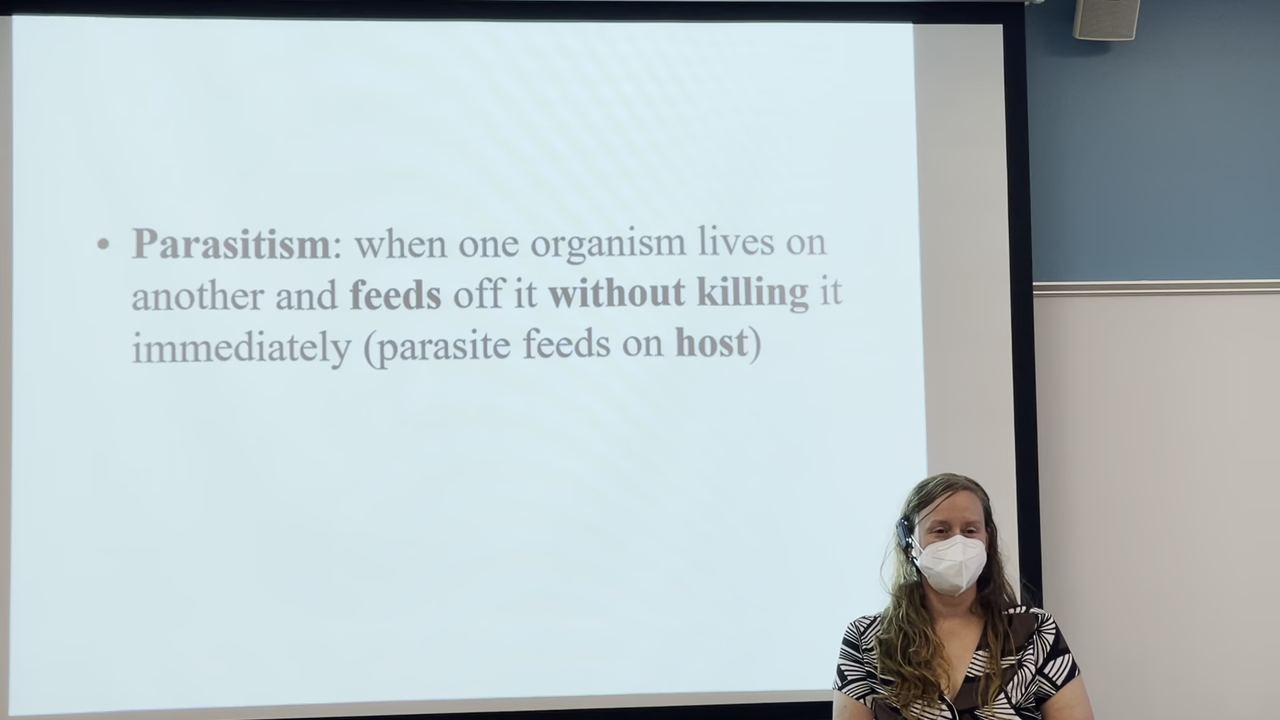 • Parasitism: when one organism lives on
another and feeds off it without killing it
immediately (parasite feeds on host)